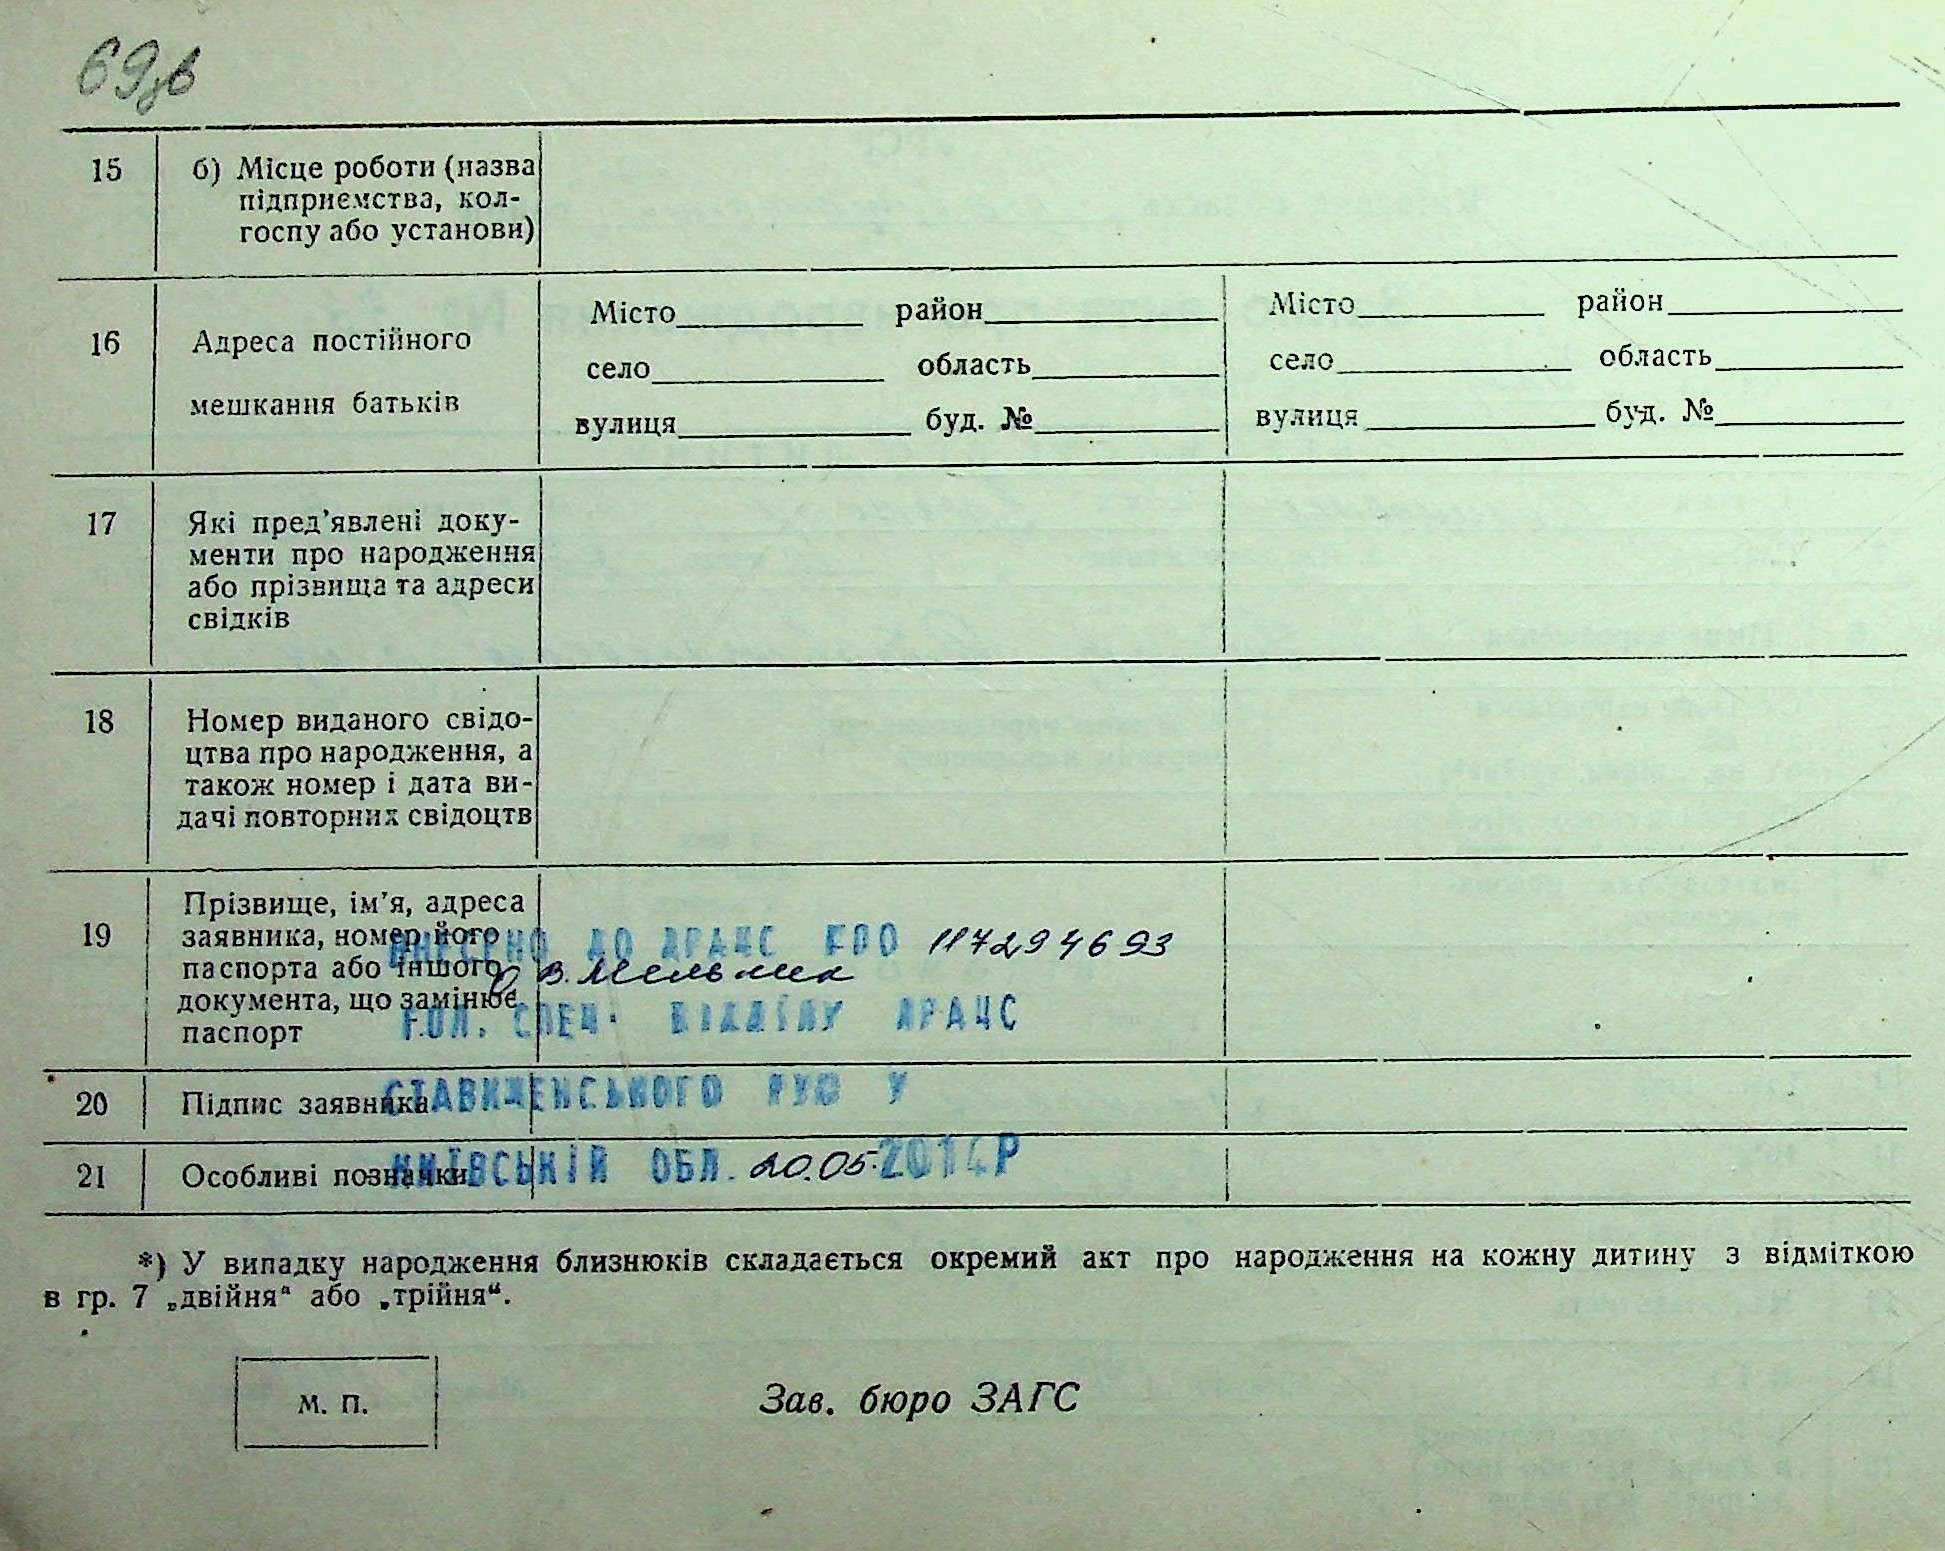 69зв
15 б) Місце роботи (назва
підприємства, кол-
госпу або установи)
16 Адреса постійного
мешкання батьків
Місто район
село область
вулиця буд. №
Місто район
село область
вулиця буд. №
17 Які пред’явлені доку-
менти про народження
або прізвища та адреси
свідків
18 Номер виданого свідо-
цтва про народження, а
також номер і дата ви-
дачі повторних свідоцтв
19 Прізвище, ім’я, адреса
заявника, номер його
паспорта або іншого
документа, що замінює
паспорт
ВНЕСЕНО ДО ДРАЦС 117294693
В. Мельник
ГОЛ. СПЕЦ. ВІДДІЛУ ДРАЦС
20 Підпис заявника
СТАВИЩЕНСЬКОГО РУЮ У
21 Особливі познаки
КИЇВСЬКІЙ ОБЛ. 20.05.2014Р
*) У випадку народження близнюків складається окремий акт про народження на кожну дитину з відміткою
в гр. 7 „двійня“ або „трійня“.
М. П.
Зав. бюро ЗАГС